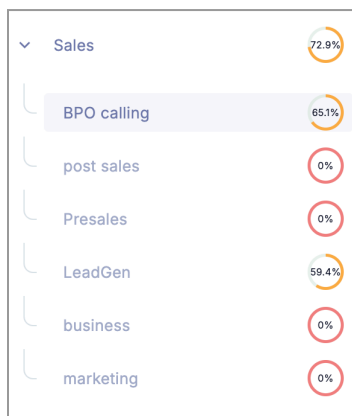 Sales 72.9%
BPO calling 65.1%
post sales 0%
Presales 0%
LeadGen 59.4%
business 0%
marketing 0%